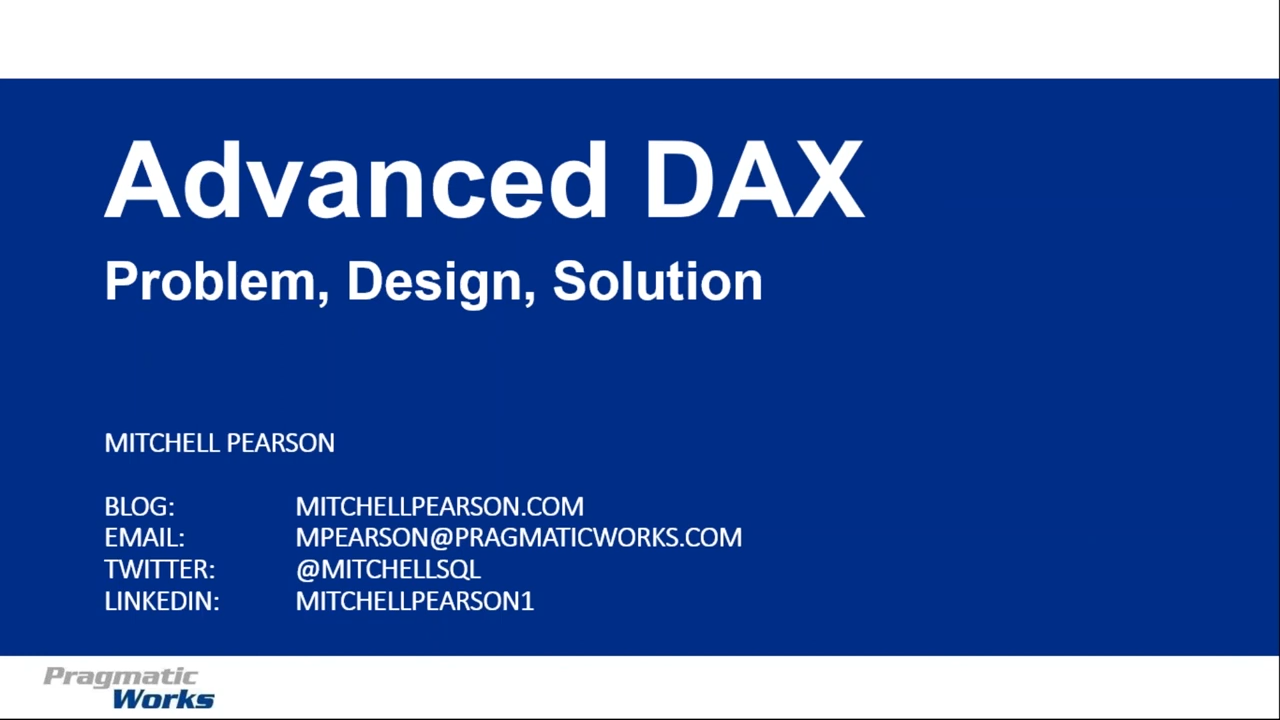 Advanced DAX
Problem, Design, Solution
MITCHELL PEARSON
BLOG: MITCHELLPEARSON.COM
EMAIL: MPEARSON@PRAGMATICWORKS.COM
TWITTER: @MITCHELLSQL
LINKEDIN: MITCHELLPEARSON1
Pragmatic
Works